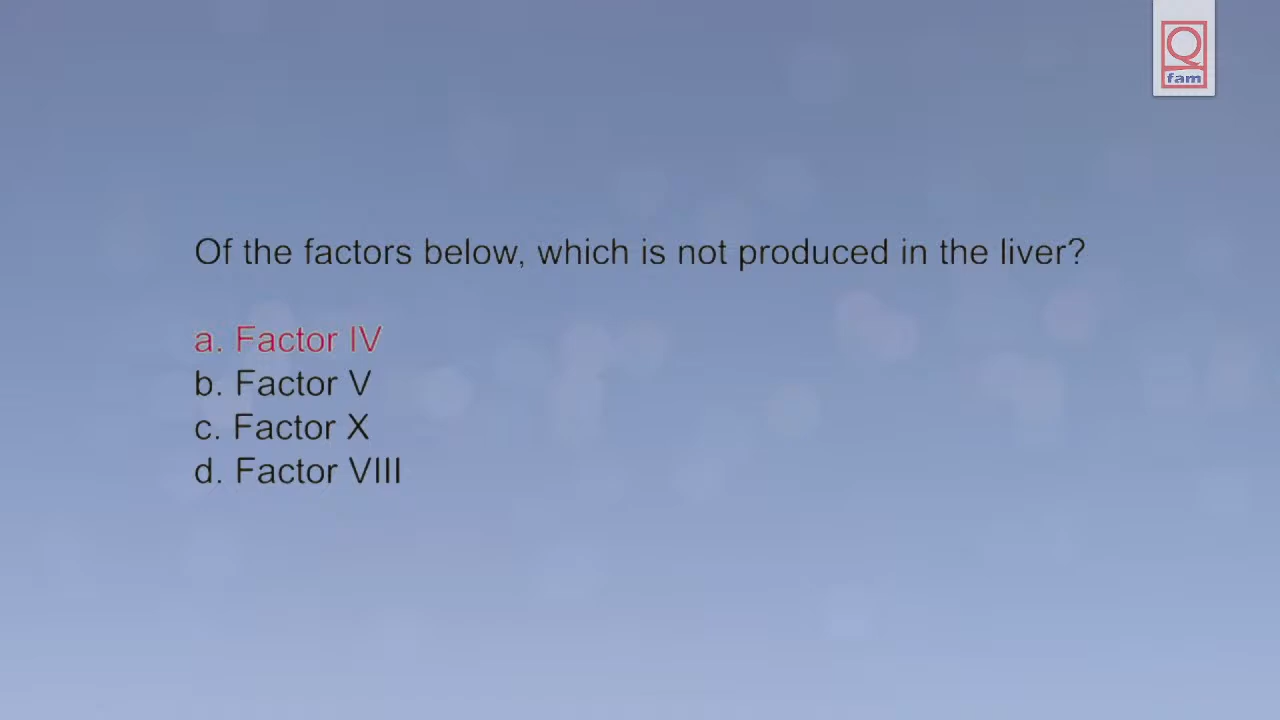 Q
fam
Of the factors below, which is not produced in the liver?
a. Factor IV
b. Factor V
c. Factor X
d. Factor VIII